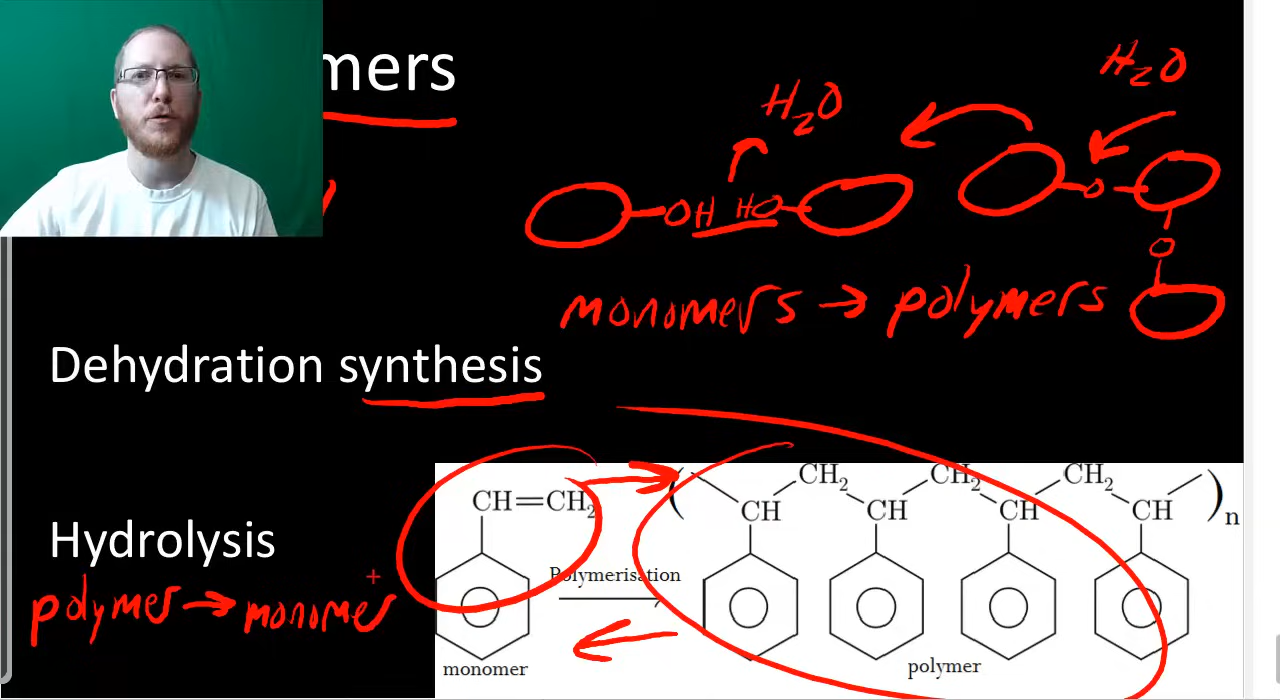 mers
H₂O
H₂O
OH HO
O
O
monomers → polymers
Dehydration synthesis
Hydrolysis
polymer → monomer
CH=CH₂
( CH₂ CH₂ CH₂ )n
CH CH CH CH
Polymerisation
monomer
polymer